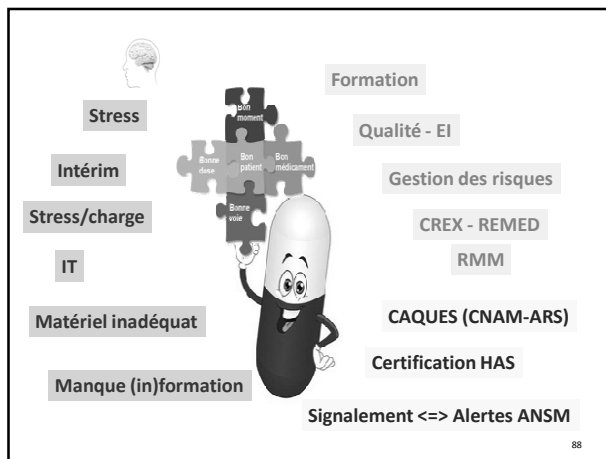 Stress
Intérim
Stress/charge
IT
Matériel inadéquat
Manque (in)formation
Bon
moment
Bonne
dose
Bon
patient
Bon
médicament
Bonne
voie
Formation
Qualité - EI
Gestion des risques
CREX - REMED
RMM
CAQUES (CNAM-ARS)
Certification HAS
Signalement <=> Alertes ANSM
88